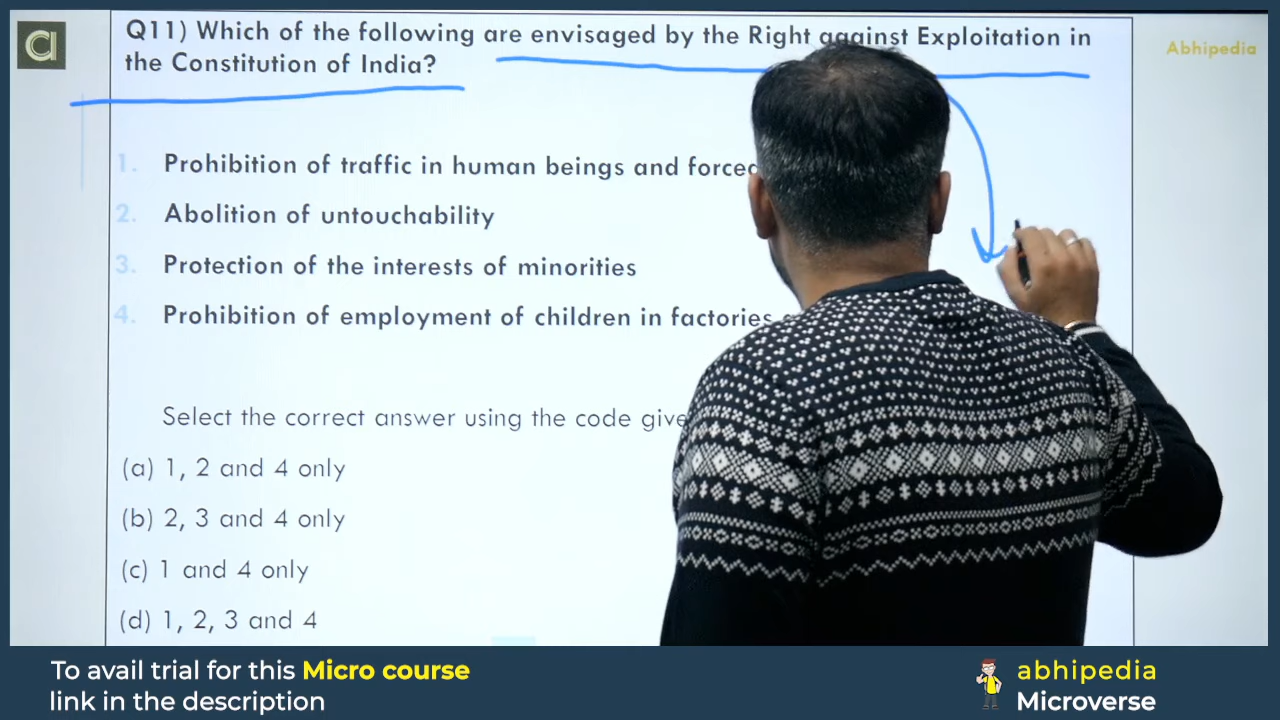 Q11) Which of the following are envisaged by the Right against Exploitation in
Abhipedia
the Constitution of India?
1. Prohibition of traffic in human beings and forced
2. Abolition of untouchability
3. Protection of the interests of minorities
4. Prohibition of employment of children in factories
Select the correct answer using the code give
(a) 1, 2 and 4 only
(b) 2, 3 and 4 only
(c) 1 and 4 only
(d) 1, 2, 3 and 4
To avail trial for this Micro course
link in the description
abhipedia
Microverse